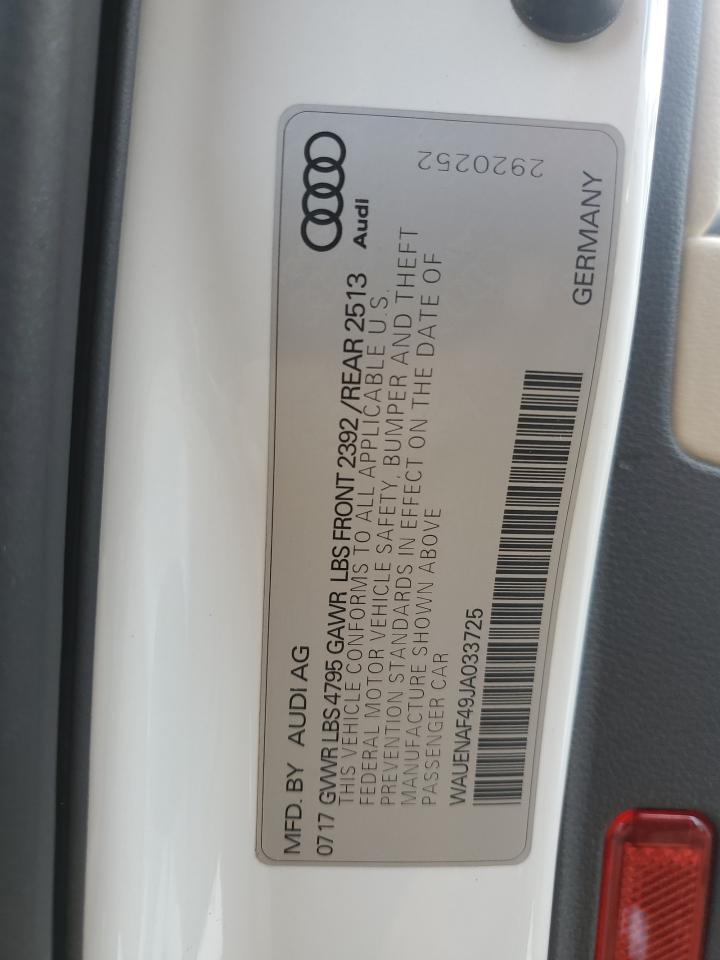 MFD. BY AUDI AG
Audi
0717 GVWR LBS 4795 GAWR LBS FRONT 2392 /REAR 2513
THIS VEHICLE CONFORMS TO ALL APPLICABLE U.S.
FEDERAL MOTOR VEHICLE SAFETY, BUMPER AND THEFT
PREVENTION STANDARDS IN EFFECT ON THE DATE OF
MANUFACTURE SHOWN ABOVE
PASSENGER CAR
WAUENAF49JA033725
GERMANY
2920252